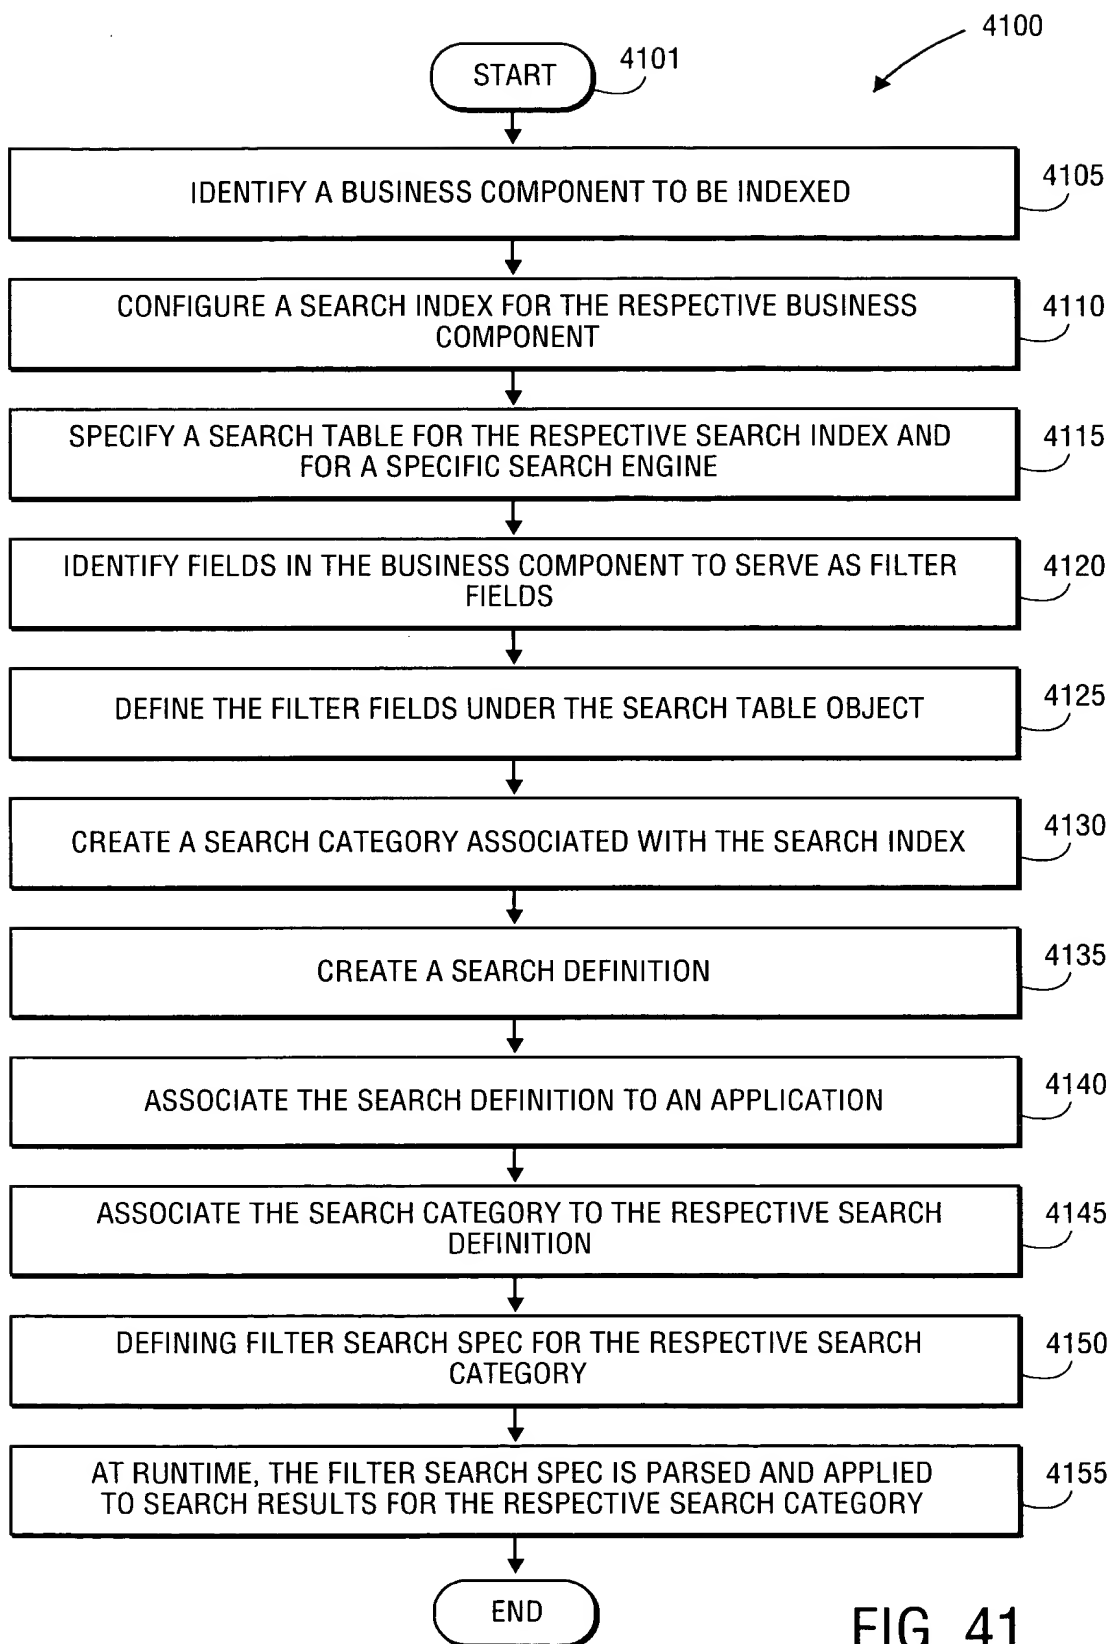 4100
START
4101
IDENTIFY A BUSINESS COMPONENT TO BE INDEXED
4105
CONFIGURE A SEARCH INDEX FOR THE RESPECTIVE BUSINESS
COMPONENT
4110
SPECIFY A SEARCH TABLE FOR THE RESPECTIVE SEARCH INDEX AND
FOR A SPECIFIC SEARCH ENGINE
4115
IDENTIFY FIELDS IN THE BUSINESS COMPONENT TO SERVE AS FILTER
FIELDS
4120
DEFINE THE FILTER FIELDS UNDER THE SEARCH TABLE OBJECT
4125
CREATE A SEARCH CATEGORY ASSOCIATED WITH THE SEARCH INDEX
4130
CREATE A SEARCH DEFINITION
4135
ASSOCIATE THE SEARCH DEFINITION TO AN APPLICATION
4140
ASSOCIATE THE SEARCH CATEGORY TO THE RESPECTIVE SEARCH
DEFINITION
4145
DEFINING FILTER SEARCH SPEC FOR THE RESPECTIVE SEARCH
CATEGORY
4150
AT RUNTIME, THE FILTER SEARCH SPEC IS PARSED AND APPLIED
TO SEARCH RESULTS FOR THE RESPECTIVE SEARCH CATEGORY
4155
END
FIG 41